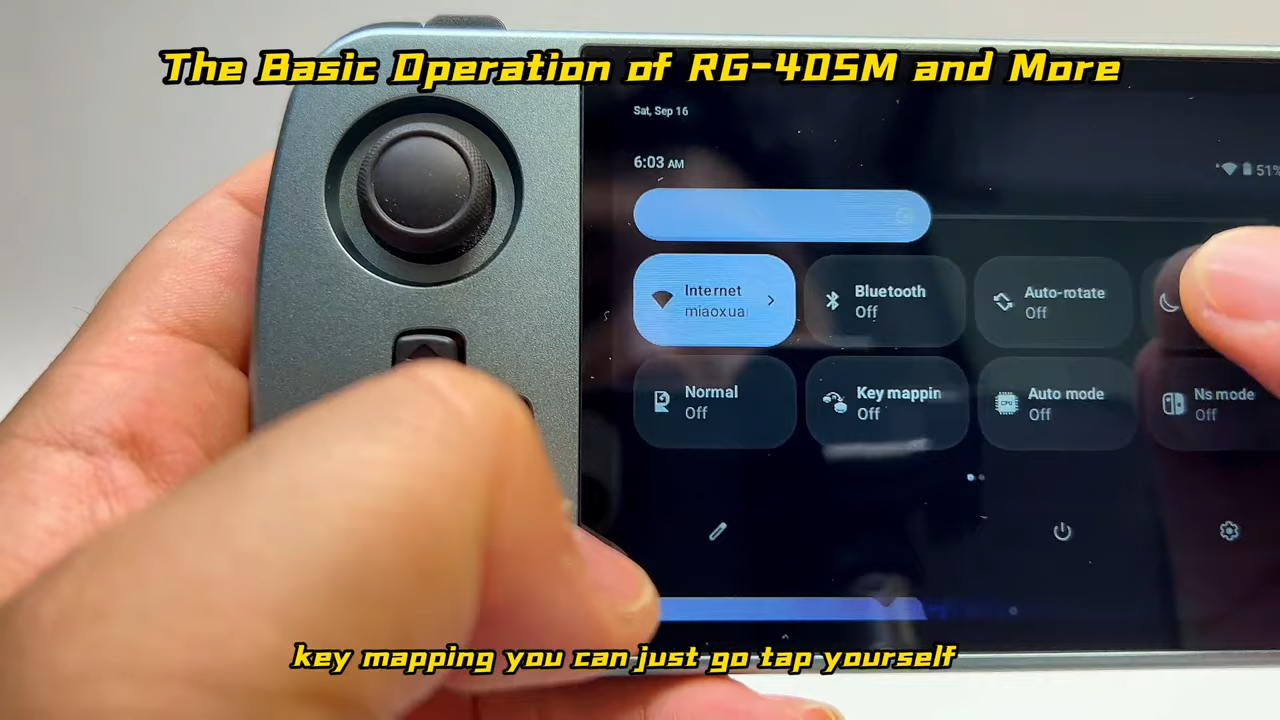 The Basic Operation of RG-405M and More
Sat, Sep 16
6:03 AM
51%
Internet
miaoxua
Bluetooth
Off
Auto-rotate
Off
Normal
Off
Key mappin
Off
CPU
Auto mode
Off
Ns mode
Off
key mapping you can just go tap yourself